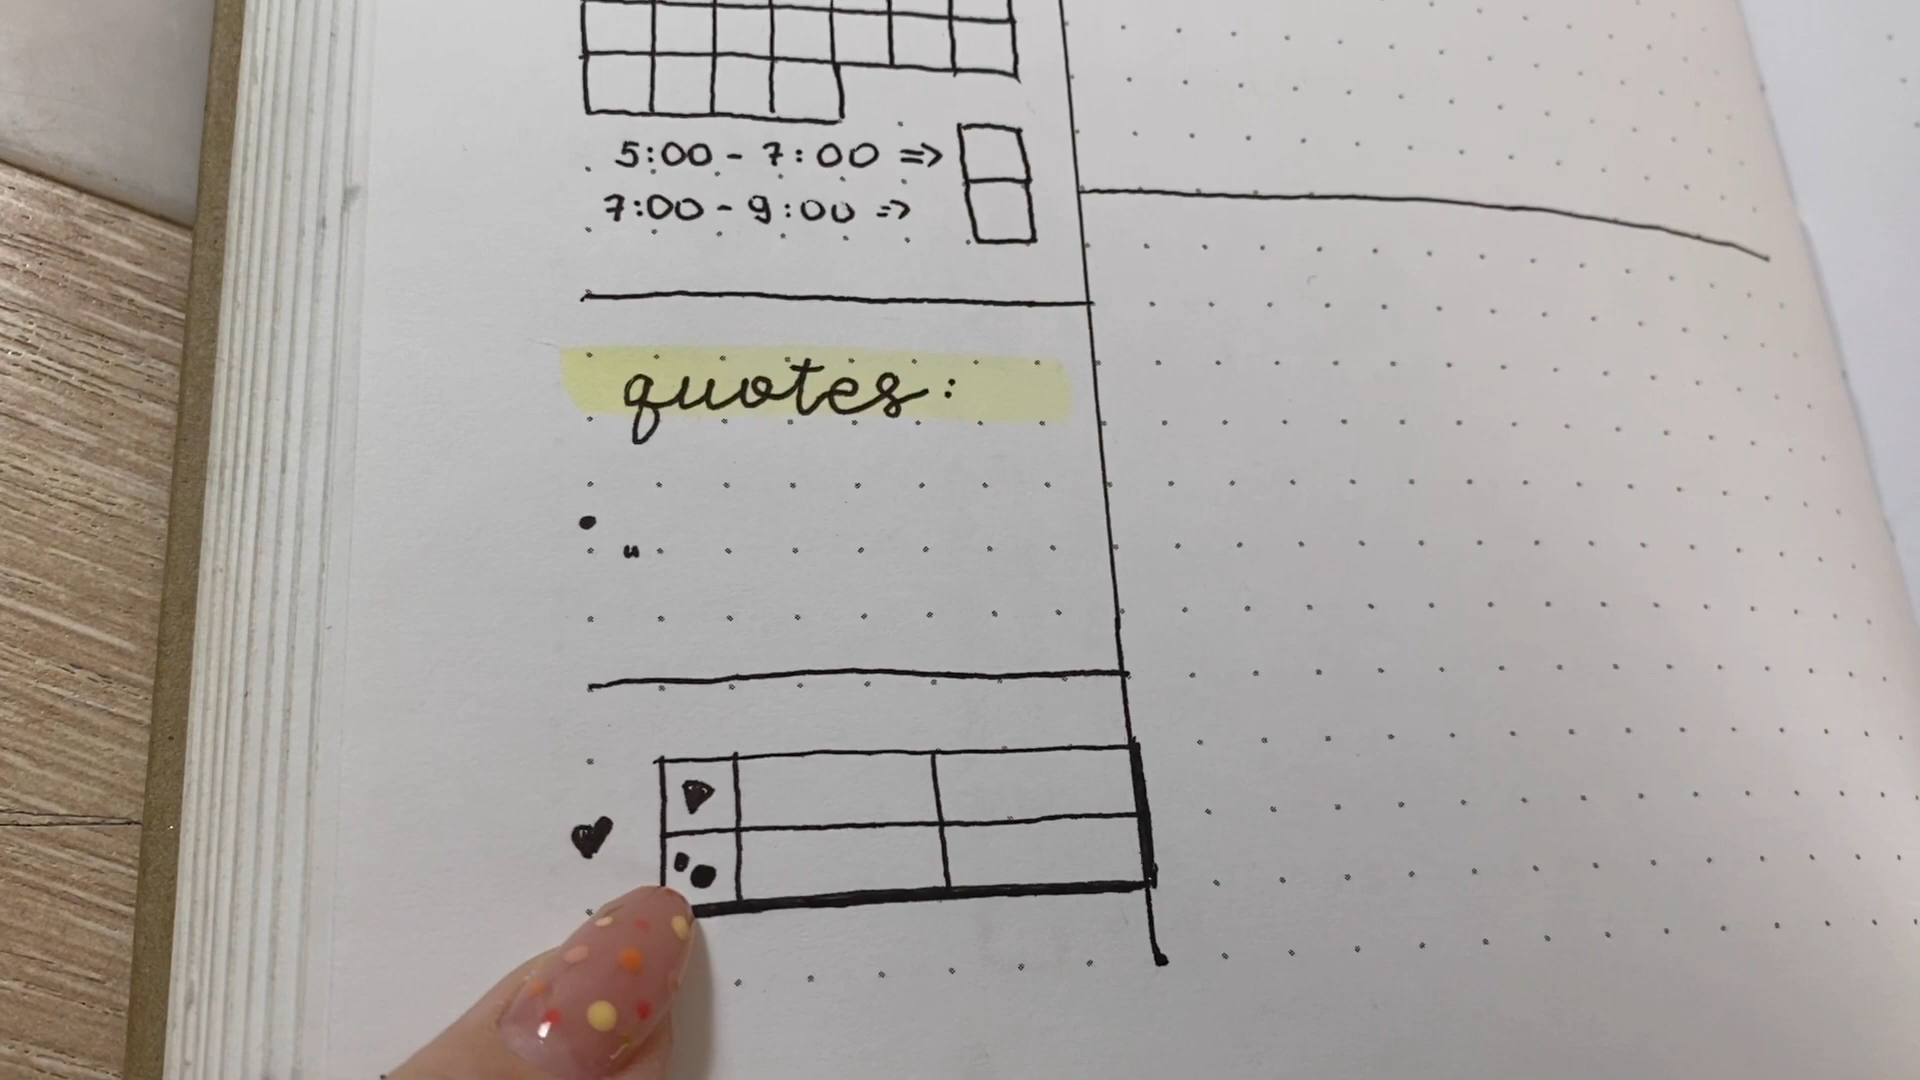 5:00 - 7:00 =>
7:00 - 9:00 =>
quotes:
• "